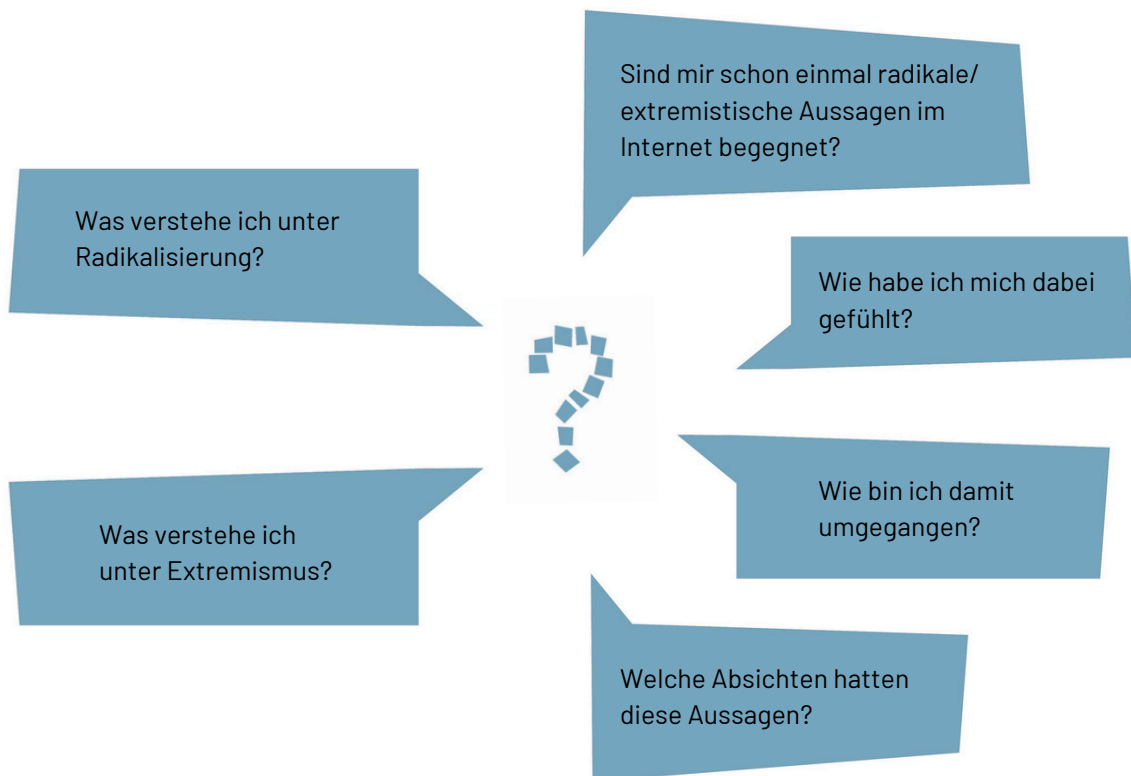 Sind mir schon einmal radikale/
extremistische Aussagen im
Internet begegnet?
Was verstehe ich unter
Radikalisierung?
Wie habe ich mich dabei
gefühlt?
Was verstehe ich
unter Extremismus?
Wie bin ich damit
umgegangen?
Welche Absichten hatten
diese Aussagen?